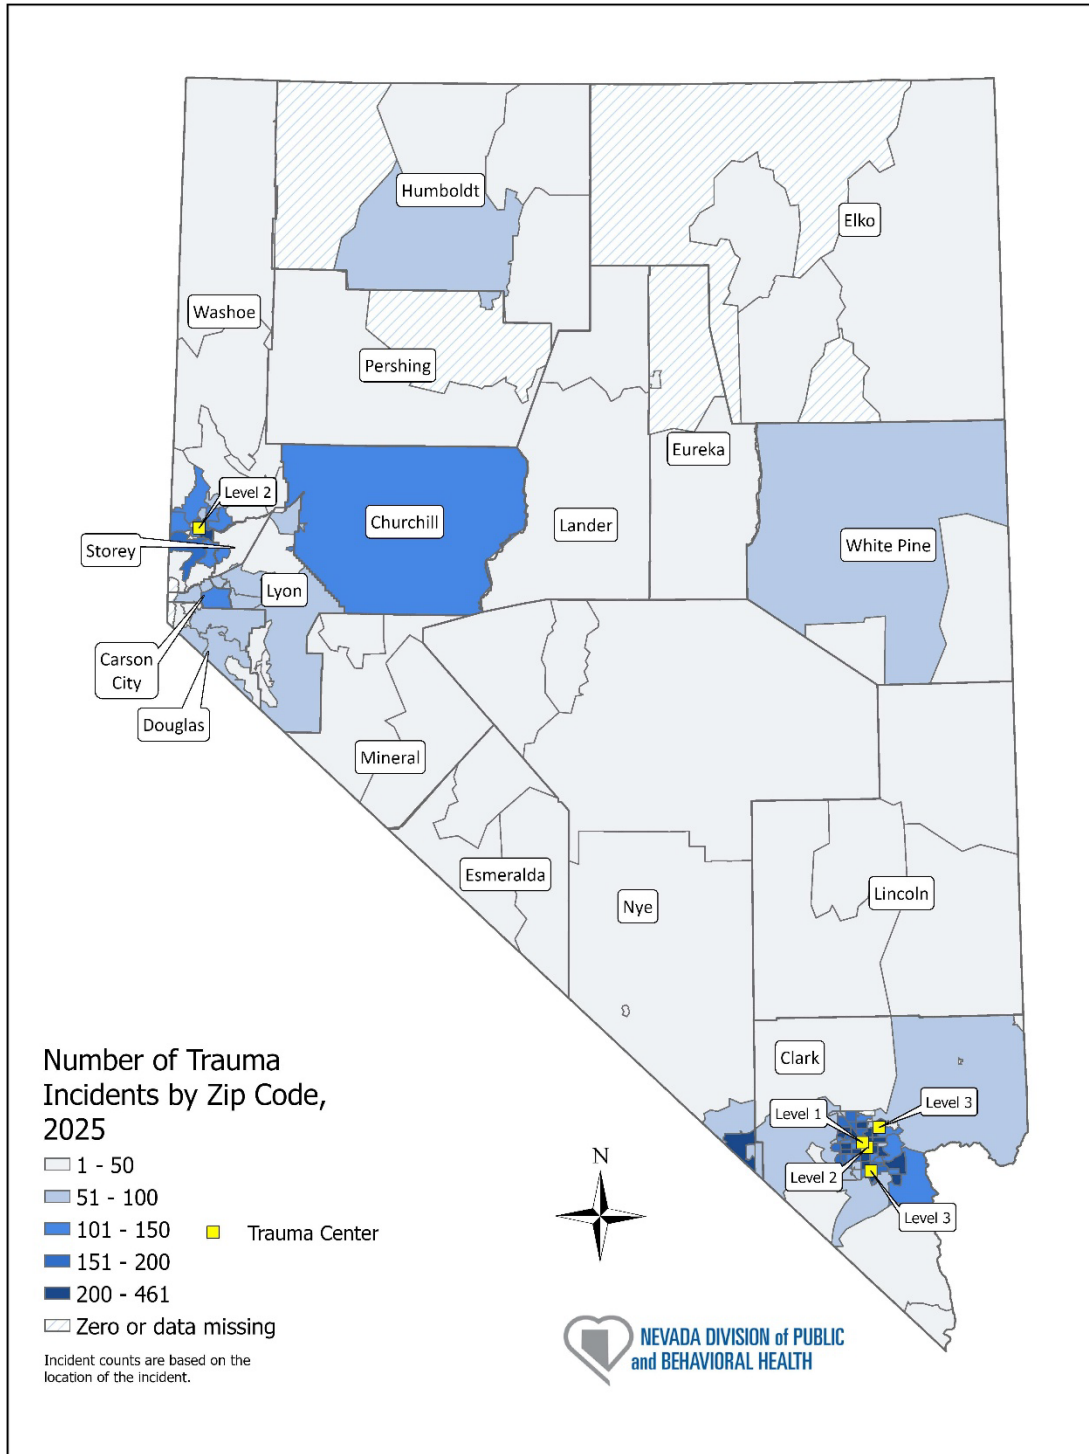 Humboldt
Elko
Washoe
Pershing
Eureka
Level 2
Churchill
Lander
White Pine
Storey
Lyon
Carson
City
Douglas
Mineral
Esmeralda
Nye
Lincoln
Clark
Level 1
Level 3
Level 2
Level 3
Number of Trauma
Incidents by Zip Code,
2025
1 - 50
51 - 100
101 - 150
151 - 200
200 - 461
Zero or data missing
Trauma Center
Incident counts are based on the
location of the incident.
N
NEVADA DIVISION of PUBLIC
and BEHAVIORAL HEALTH